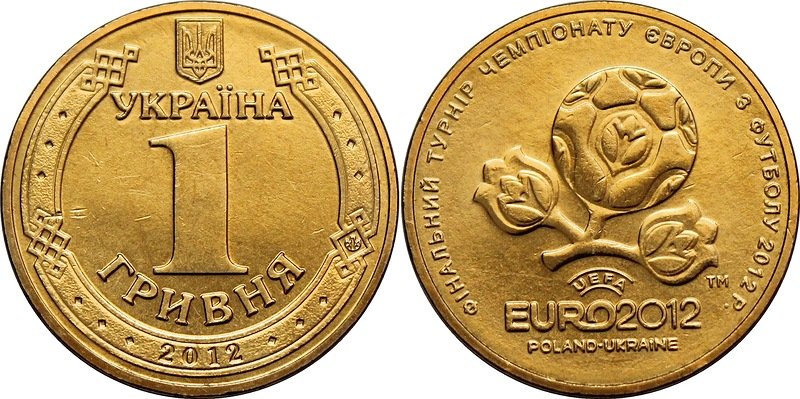 УКРАЇНА
1
ГРИВНЯ
2012
ФІНАЛЬНИЙ ТУРНІР ЧЕМПІОНАТУ ЄВРОПИ З ФУТБОЛУ 2012 Р.
UEFA
TM
EURO2012
POLAND-UKRAINE